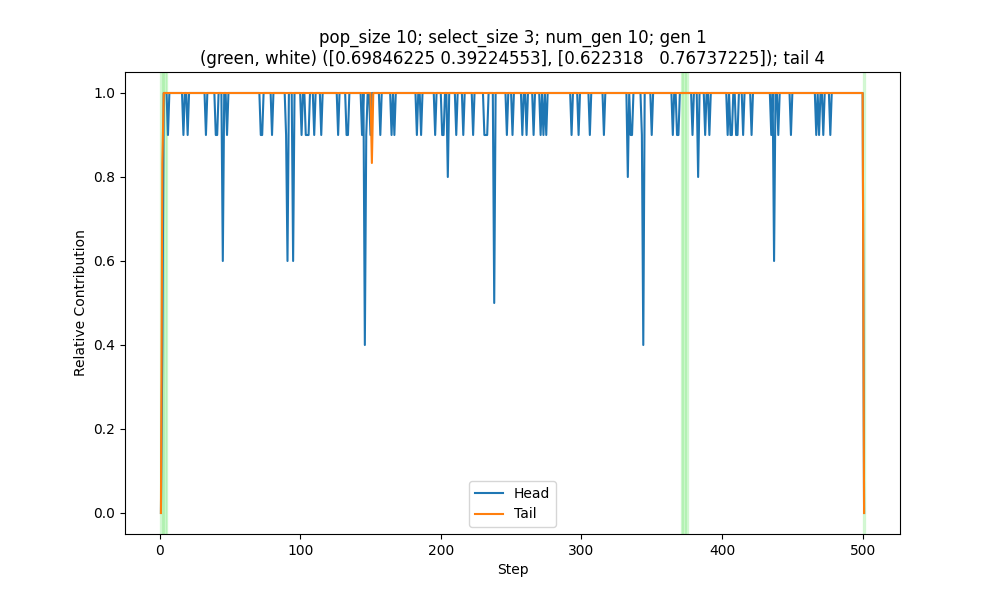 pop_size 10; select_size 3; num_gen 10; gen 1
(green, white) ([0.69846225 0.39224553], [0.622318   0.76737225]); tail 4
1.0
0.8
0.6
0.4
0.2
0.0
Relative Contribution
Head
Tail
0 100 200 300 400 500
Step